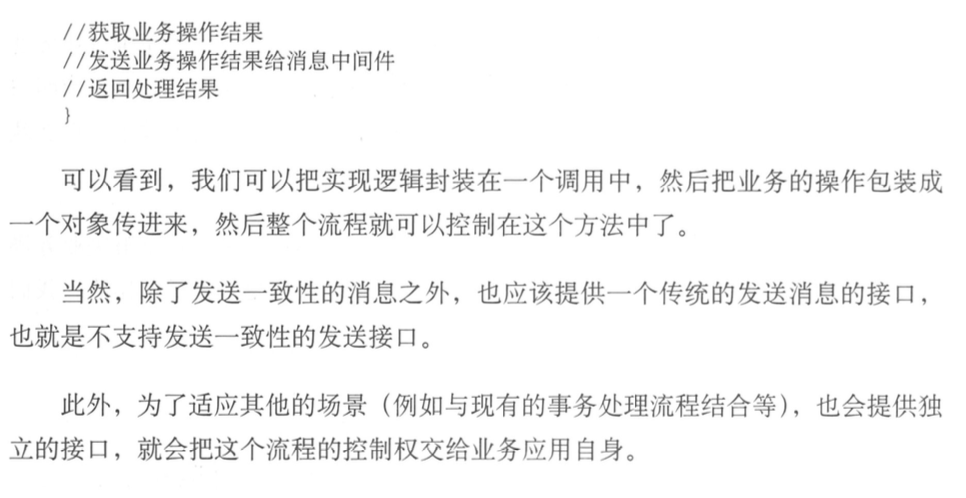 //获取业务操作结果
//发送业务操作结果给消息中间件
//返回处理结果
}
可以看到，我们可以把实现逻辑封装在一个调用中，然后把业务的操作包装成
一个对象传进来，然后整个流程就可以控制在这个方法中了。
当然，除了发送一致性的消息之外，也应该提供一个传统的发送消息的接口，
也就是不支持发送一致性的发送接口。
此外，为了适应其他的场景（例如与现有的事务处理流程结合等），也会提供独
立的接口，就会把这个流程的控制权交给业务应用自身。